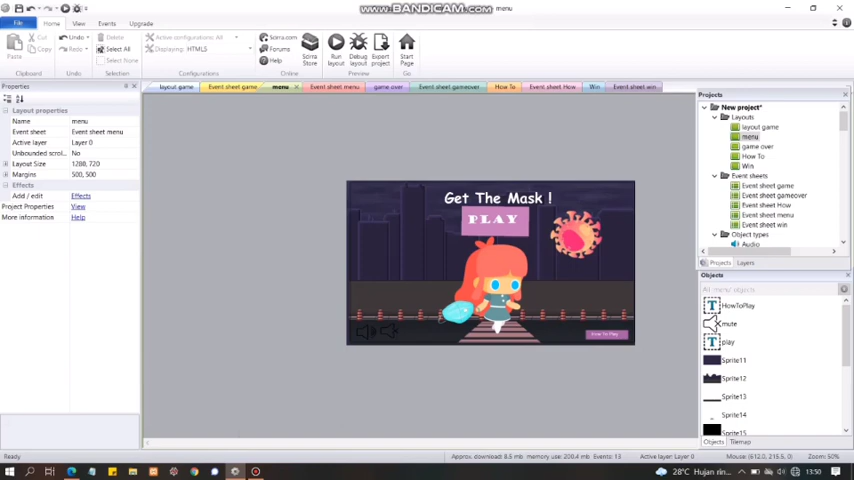 WWW.BANDICAM.COM menu
File Home View Events Upgrade
Paste Cut Copy Undo Redo Delete Select All Select None
Active configurations: All
Displaying: HTML5
Scirra.com
Forums
Help
Scirra Store
Run layout
Debug layout
Export project
Start Page
Clipboard Undo Selection Configurations Online Preview Go
Properties
layout game Event sheet game menu Event sheet menu game over Event sheet gameover How To Event sheet How Win Event sheet win
Layout properties
Name menu
Event sheet Event sheet menu
Active layer Layer 0
Unbounded scrol... No
Layout Size 1280, 720
Margins 500, 500
Effects
Add / edit Effects
Project Properties View
More information Help
Get The Mask !
PLAY
How To Play
Projects
New project*
Layouts
layout game
menu
game over
How To
Win
Event sheets
Event sheet game
Event sheet gameover
Event sheet How
Event sheet menu
Event sheet win
Object types
Audio
Projects Layers
Objects
All 'menu' objects
T HowToPlay
mute
T play
Sprite11
Sprite12
Sprite13
Sprite14
Sprite15
Objects Tilemap
Ready
Approx. download: 8.5 mb memory use: 200.4 mb Events: 13 Active layer: Layer 0 Mouse: (612.0, 215.5, 0) Zoom: 50%
28°C Hujan rin... 13:50